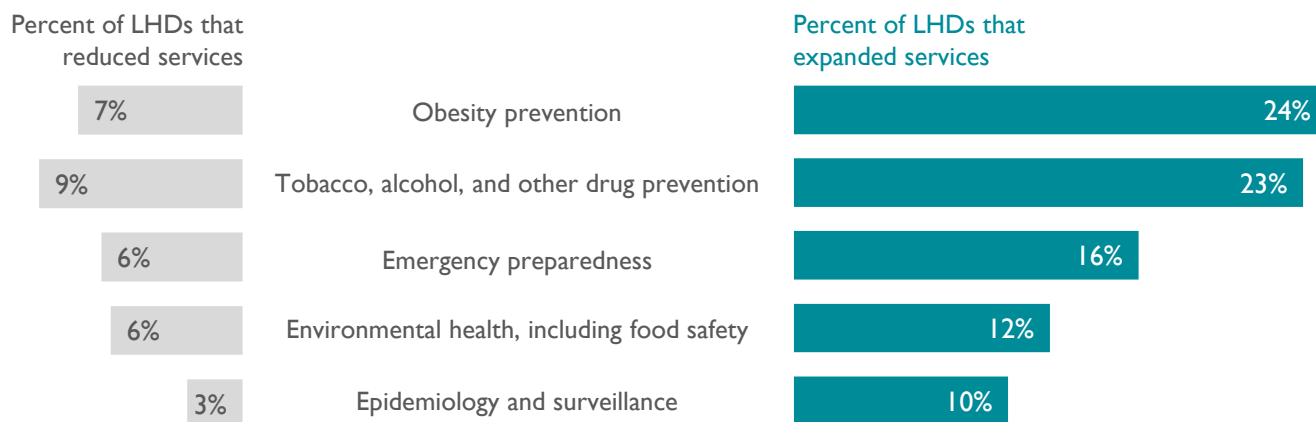 Percent of LHDs that
reduced services
Percent of LHDs that
expanded services
7%
Obesity prevention
24%
9%
Tobacco, alcohol, and other drug prevention
23%
6%
Emergency preparedness
16%
6%
Environmental health, including food safety
12%
3%
Epidemiology and surveillance
10%